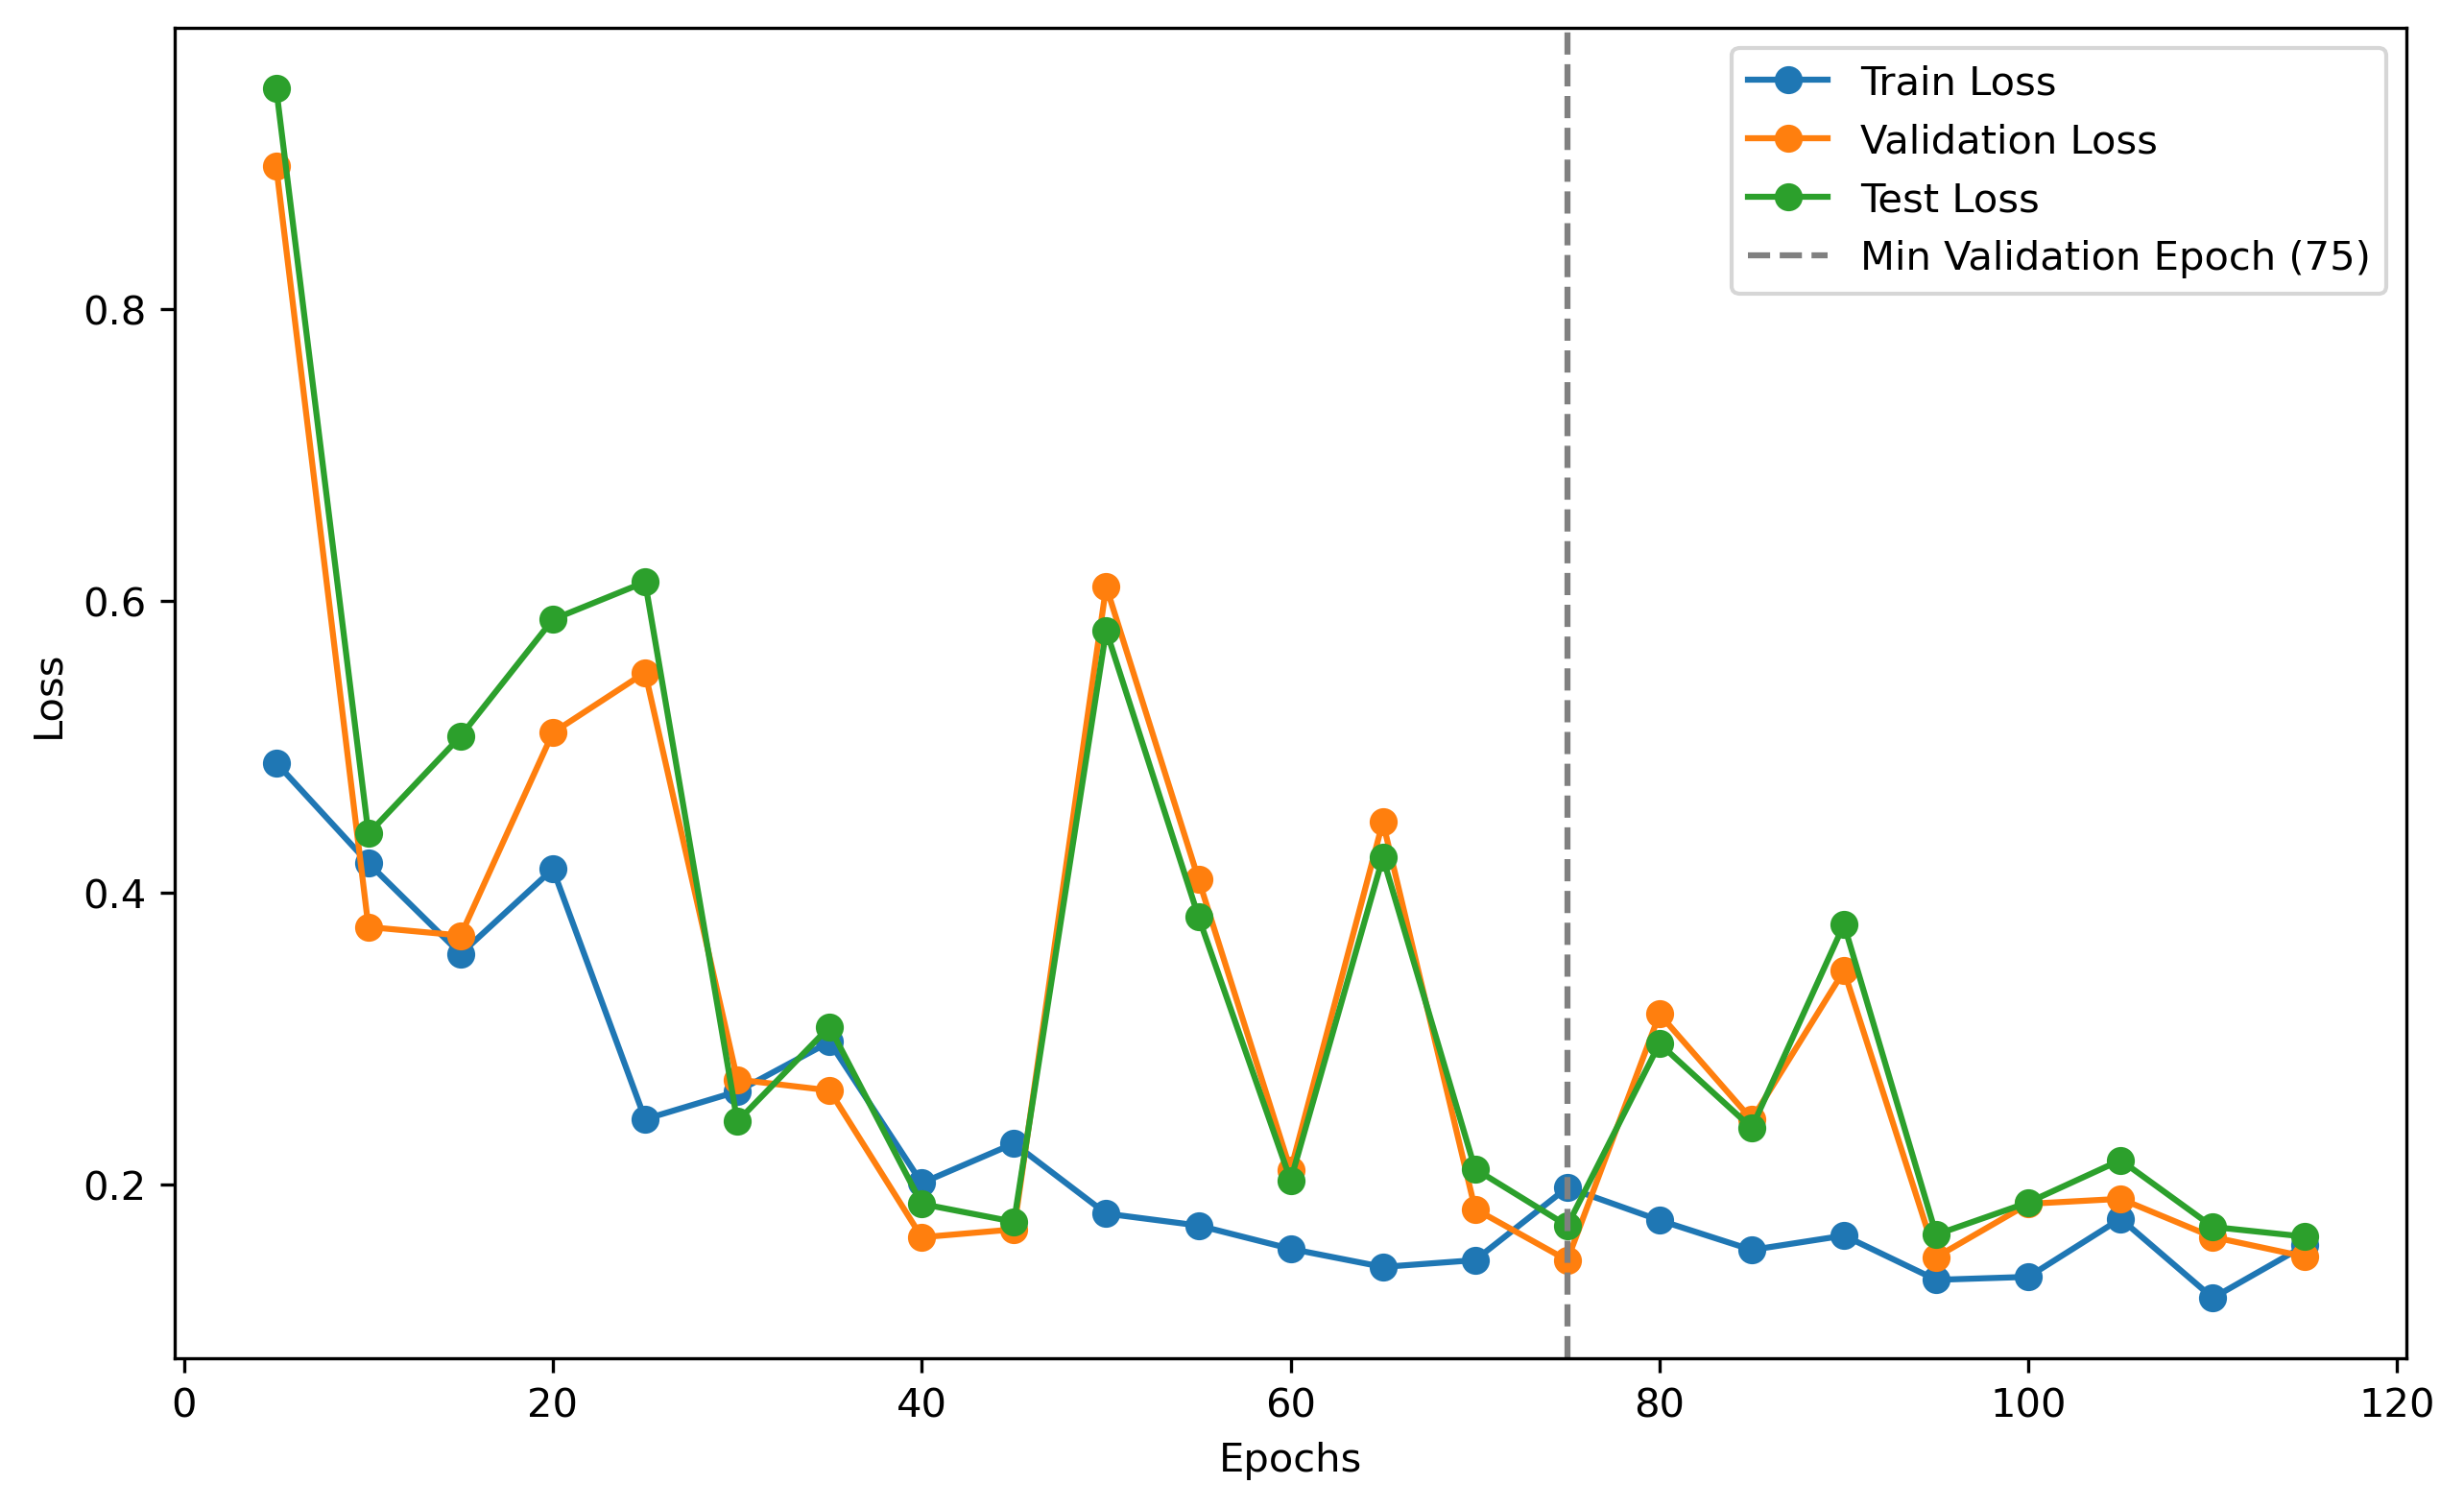 Train Loss
Validation Loss
Test Loss
Min Validation Epoch (75)
0.8
0.6
0.4
0.2
Loss
0 20 40 60 80 100 120
Epochs